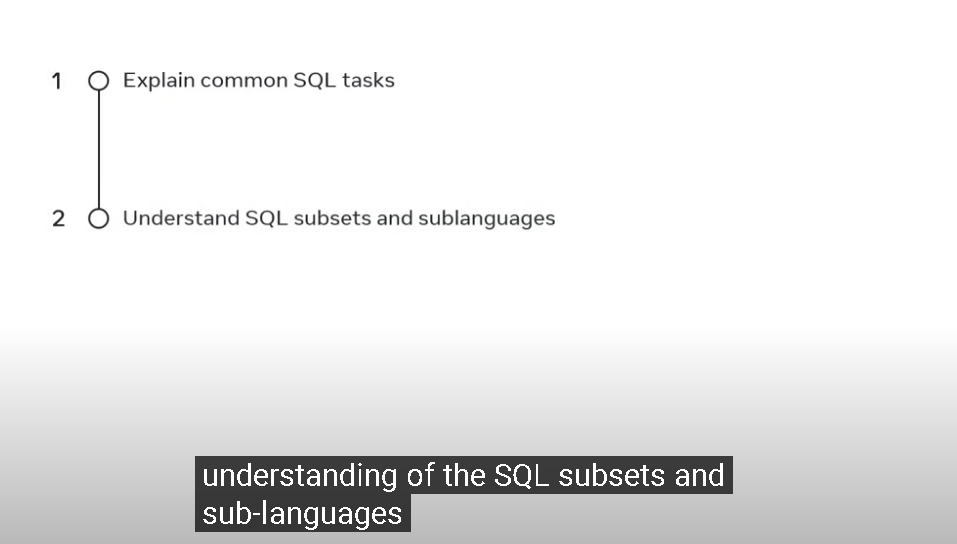 1 Explain common SQL tasks
2 Understand SQL subsets and sublanguages
understanding of the SQL subsets and
sub-languages